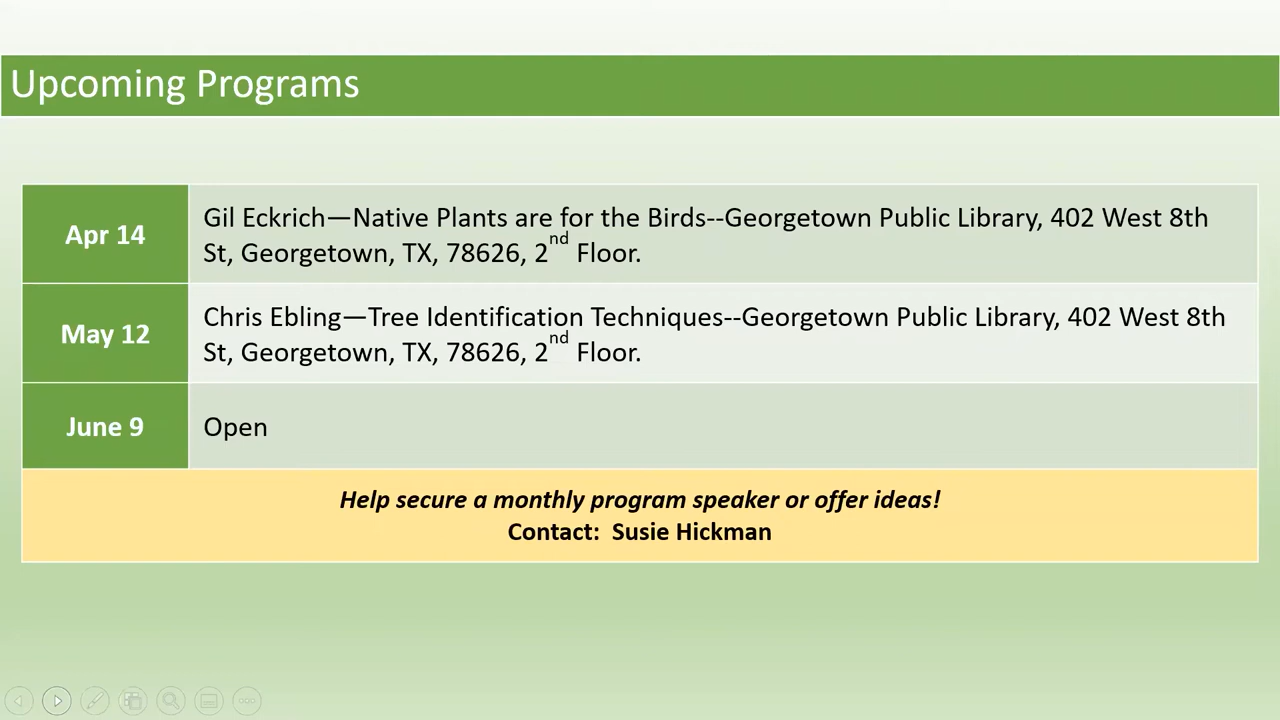 Upcoming Programs
Apr 14
Gil Eckrich—Native Plants are for the Birds--Georgetown Public Library, 402 West 8th
St, Georgetown, TX, 78626, 2nd Floor.
May 12
Chris Ebling—Tree Identification Techniques--Georgetown Public Library, 402 West 8th
St, Georgetown, TX, 78626, 2nd Floor.
June 9
Open
Help secure a monthly program speaker or offer ideas!
Contact:  Susie Hickman